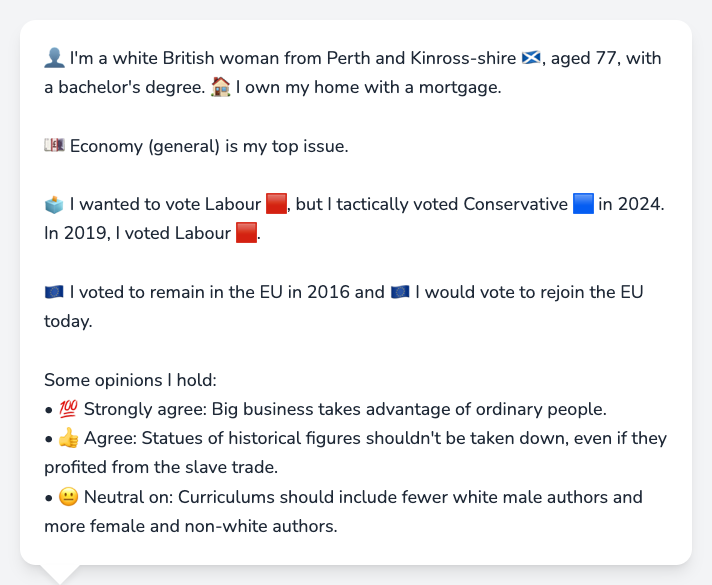 👤 I'm a white British woman from Perth and Kinross-shire 🏴󠁧󠁢󠁳󠁣󠁴󠁿, aged 77, with
a bachelor's degree. 🏠 I own my home with a mortgage.
💷 Economy (general) is my top issue.
🗳️ I wanted to vote Labour 🟥, but I tactically voted Conservative 🟦 in 2024.
In 2019, I voted Labour 🟥.
🇪🇺 I voted to remain in the EU in 2016 and 🇪🇺 I would vote to rejoin the EU
today.
Some opinions I hold:
• 💯 Strongly agree: Big business takes advantage of ordinary people.
• 👍 Agree: Statues of historical figures shouldn't be taken down, even if they
profited from the slave trade.
• 😐 Neutral on: Curriculums should include fewer white male authors and
more female and non-white authors.